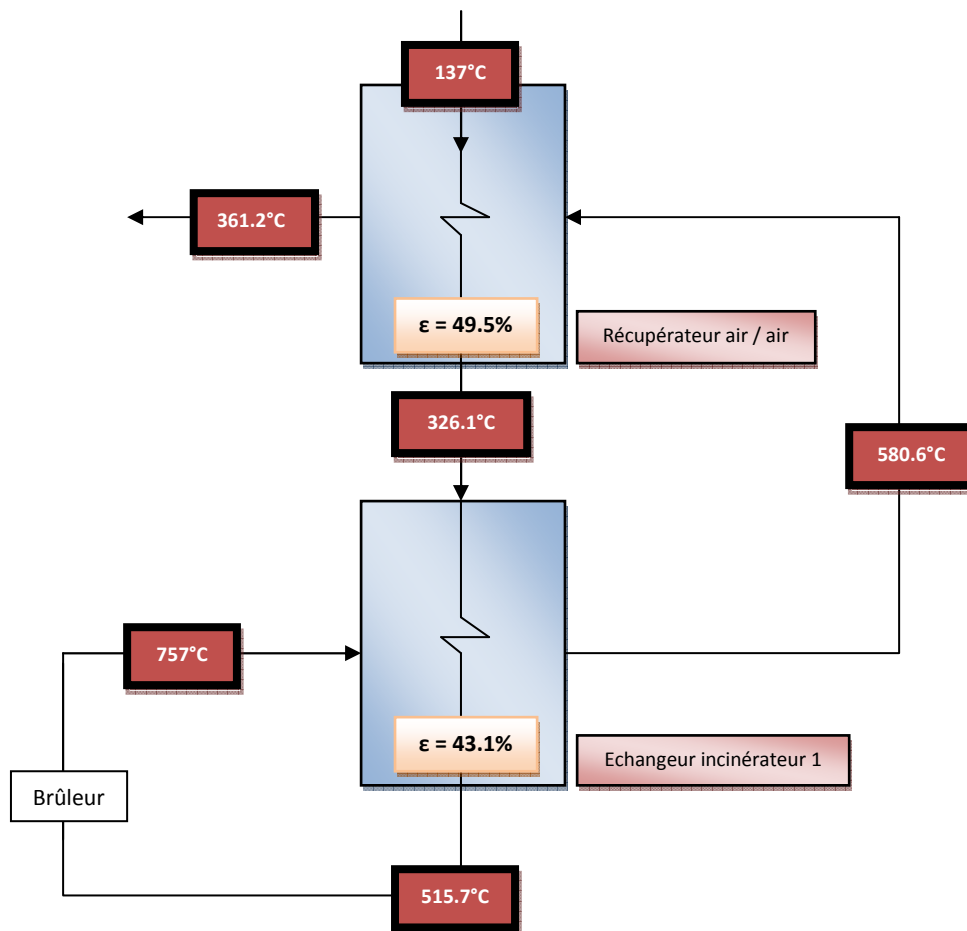 137°C
361.2°C
ε = 49.5%
Récupérateur air / air
326.1°C
580.6°C
757°C
ε = 43.1%
Echangeur incinérateur 1
Brûleur
515.7°C